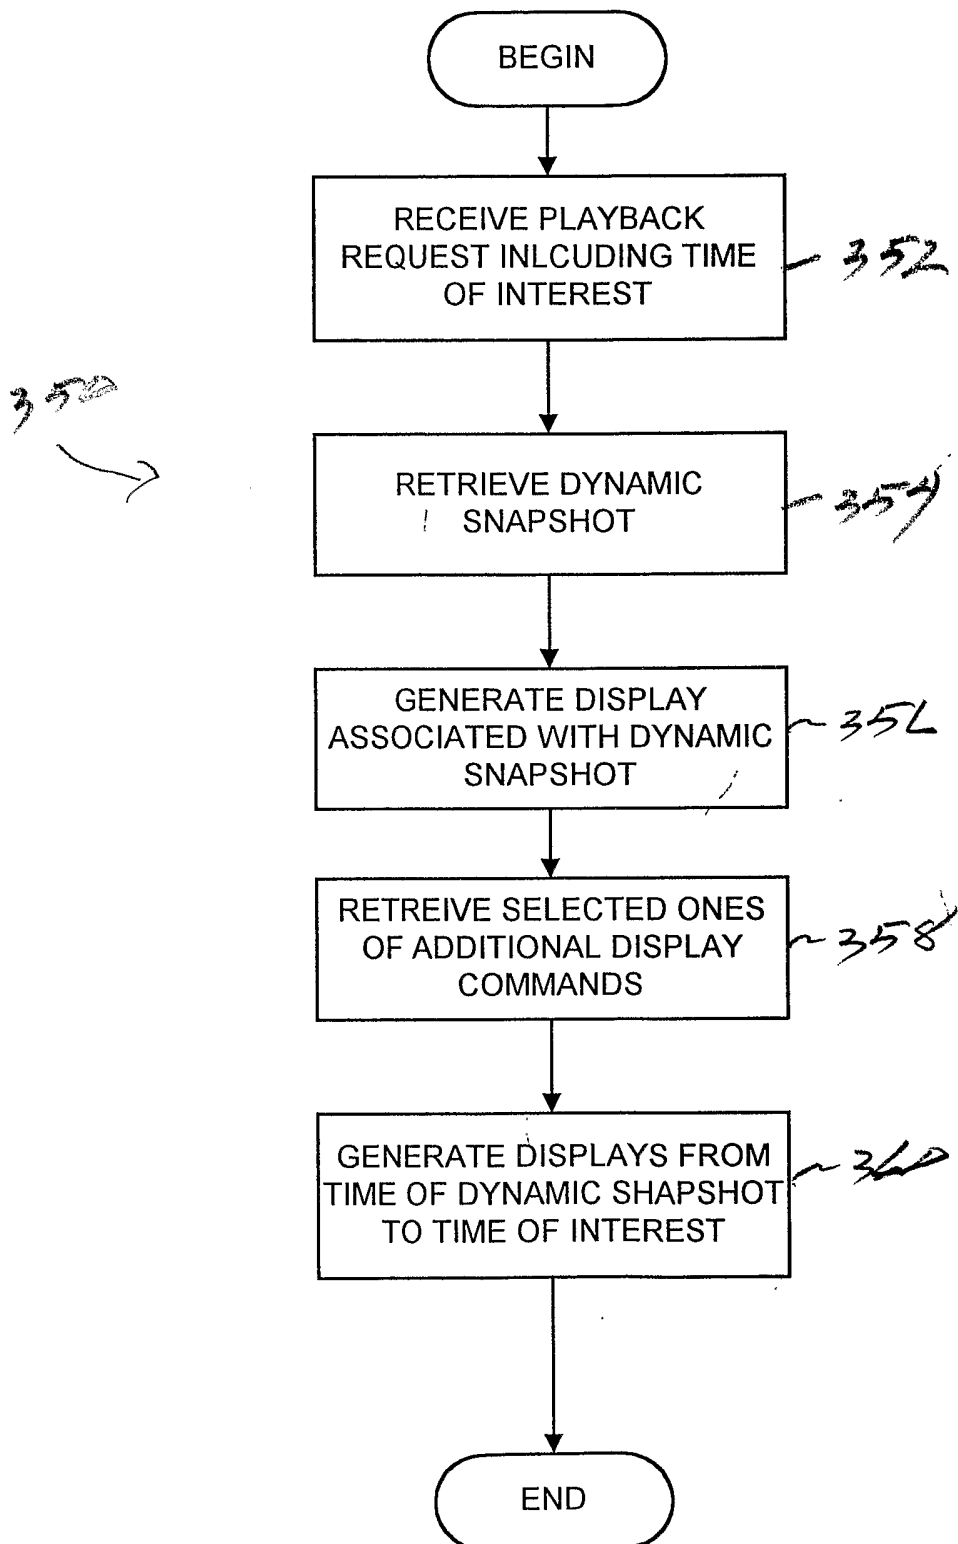 BEGIN
RECEIVE PLAYBACK
REQUEST INLCUDING TIME
OF INTEREST
352
350
RETRIEVE DYNAMIC
SNAPSHOT
354
GENERATE DISPLAY
ASSOCIATED WITH DYNAMIC
SNAPSHOT
356
RETREIVE SELECTED ONES
OF ADDITIONAL DISPLAY
COMMANDS
358
GENERATE DISPLAYS FROM
TIME OF DYNAMIC SHAPSHOT
TO TIME OF INTEREST
360
END